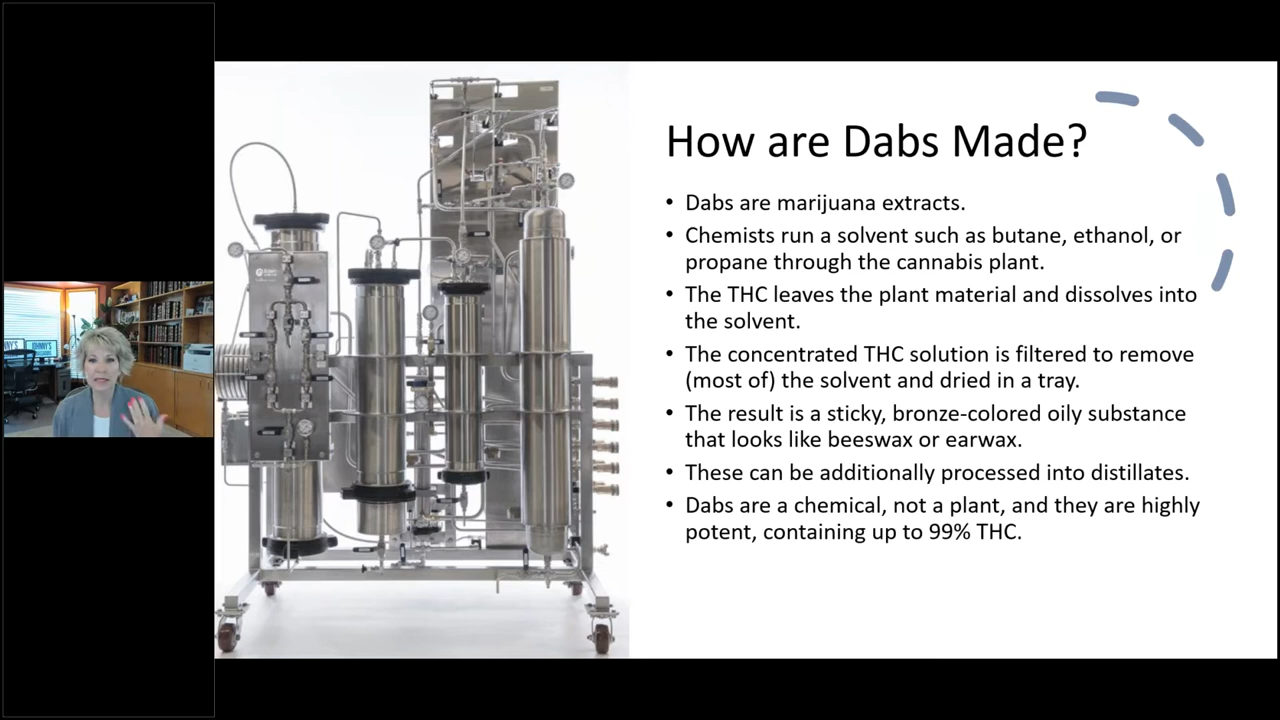 How are Dabs Made?
• Dabs are marijuana extracts.
• Chemists run a solvent such as butane, ethanol, or
propane through the cannabis plant.
• The THC leaves the plant material and dissolves into
the solvent.
• The concentrated THC solution is filtered to remove
(most of) the solvent and dried in a tray.
• The result is a sticky, bronze-colored oily substance
that looks like beeswax or earwax.
• These can be additionally processed into distillates.
• Dabs are a chemical, not a plant, and they are highly
potent, containing up to 99% THC.